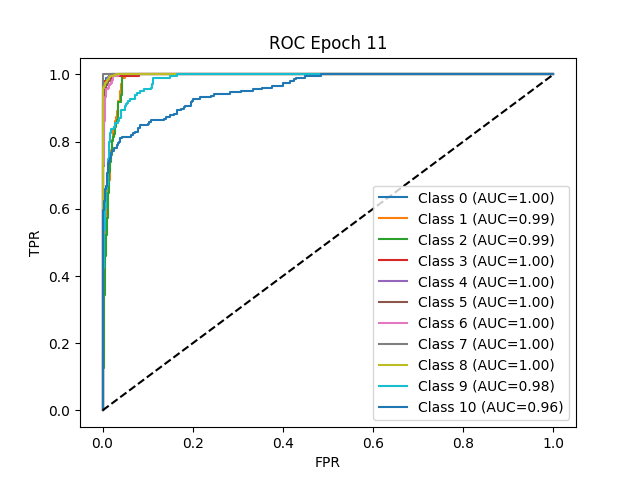 ROC Epoch 11
TPR
1.0
0.8
0.6
0.4
0.2
0.0
Class 0 (AUC=1.00)
Class 1 (AUC=0.99)
Class 2 (AUC=0.99)
Class 3 (AUC=1.00)
Class 4 (AUC=1.00)
Class 5 (AUC=1.00)
Class 6 (AUC=1.00)
Class 7 (AUC=1.00)
Class 8 (AUC=1.00)
Class 9 (AUC=0.98)
Class 10 (AUC=0.96)
0.0 0.2 0.4 0.6 0.8 1.0
FPR